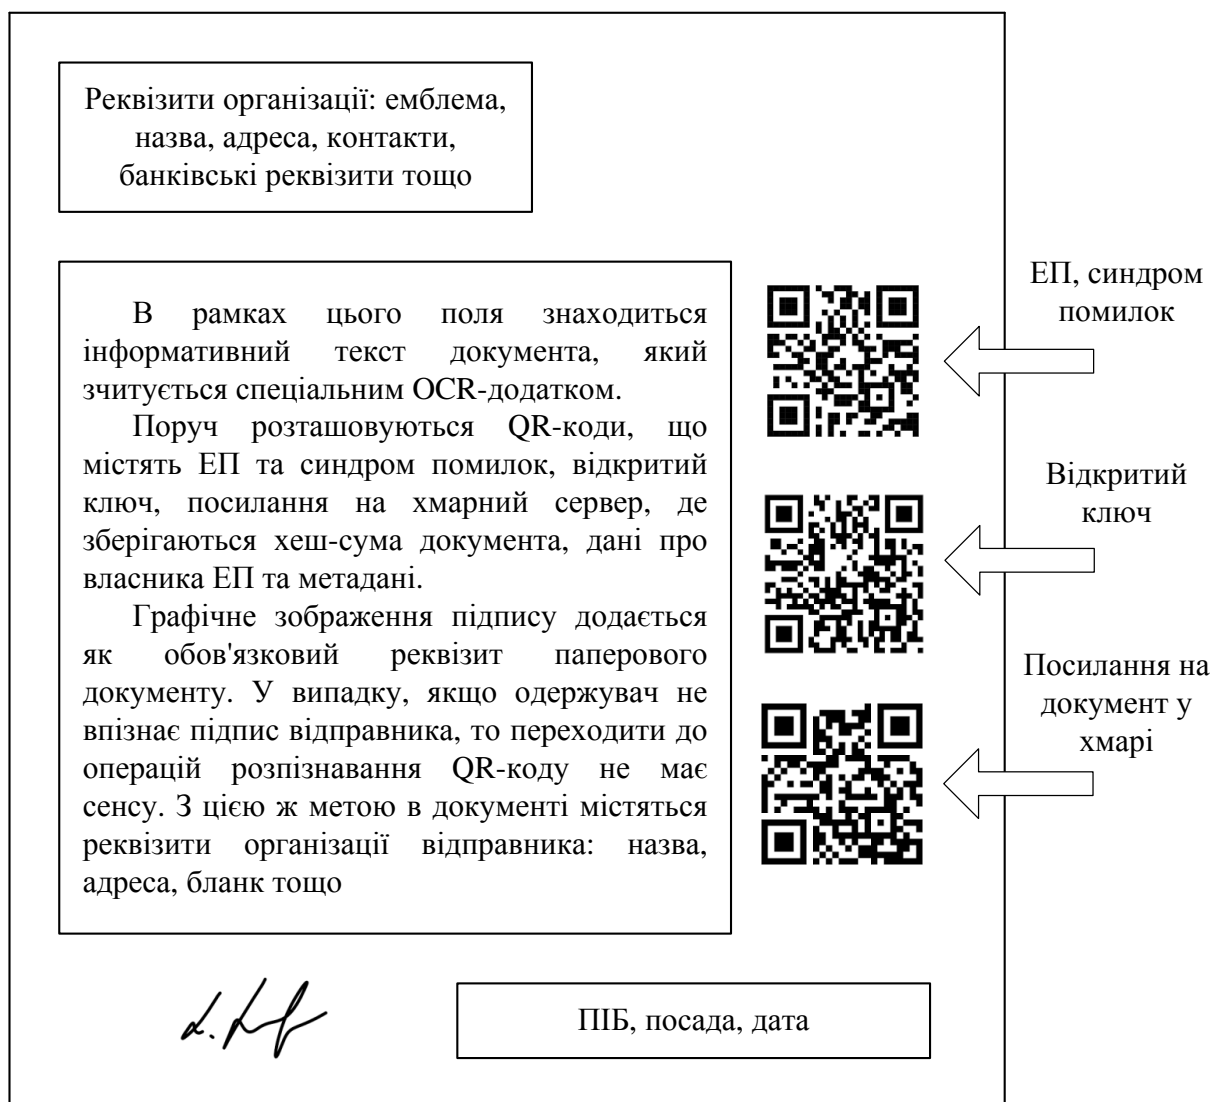 Реквізити організації: емблема,
назва, адреса, контакти,
банківські реквізити тощо
В рамках цього поля знаходиться
інформативний текст документа, який
зчитується спеціальним OCR-додатком.
Поруч розташовуються QR-коди, що
містять ЕП та синдром помилок, відкритий
ключ, посилання на хмарний сервер, де
зберігаються хеш-сума документа, дані про
власника ЕП та метадані.
Графічне зображення підпису додається
як обов'язковий реквізит паперового
документу. У випадку, якщо одержувач не
впізнає підпис відправника, то переходити до
операцій розпізнавання QR-коду не має
сенсу. З цією ж метою в документі містяться
реквізити організації відправника: назва,
адреса, бланк тощо
ЕП, синдром
помилок
Відкритий
ключ
Посилання на
документ у
хмарі
ПІБ, посада, дата